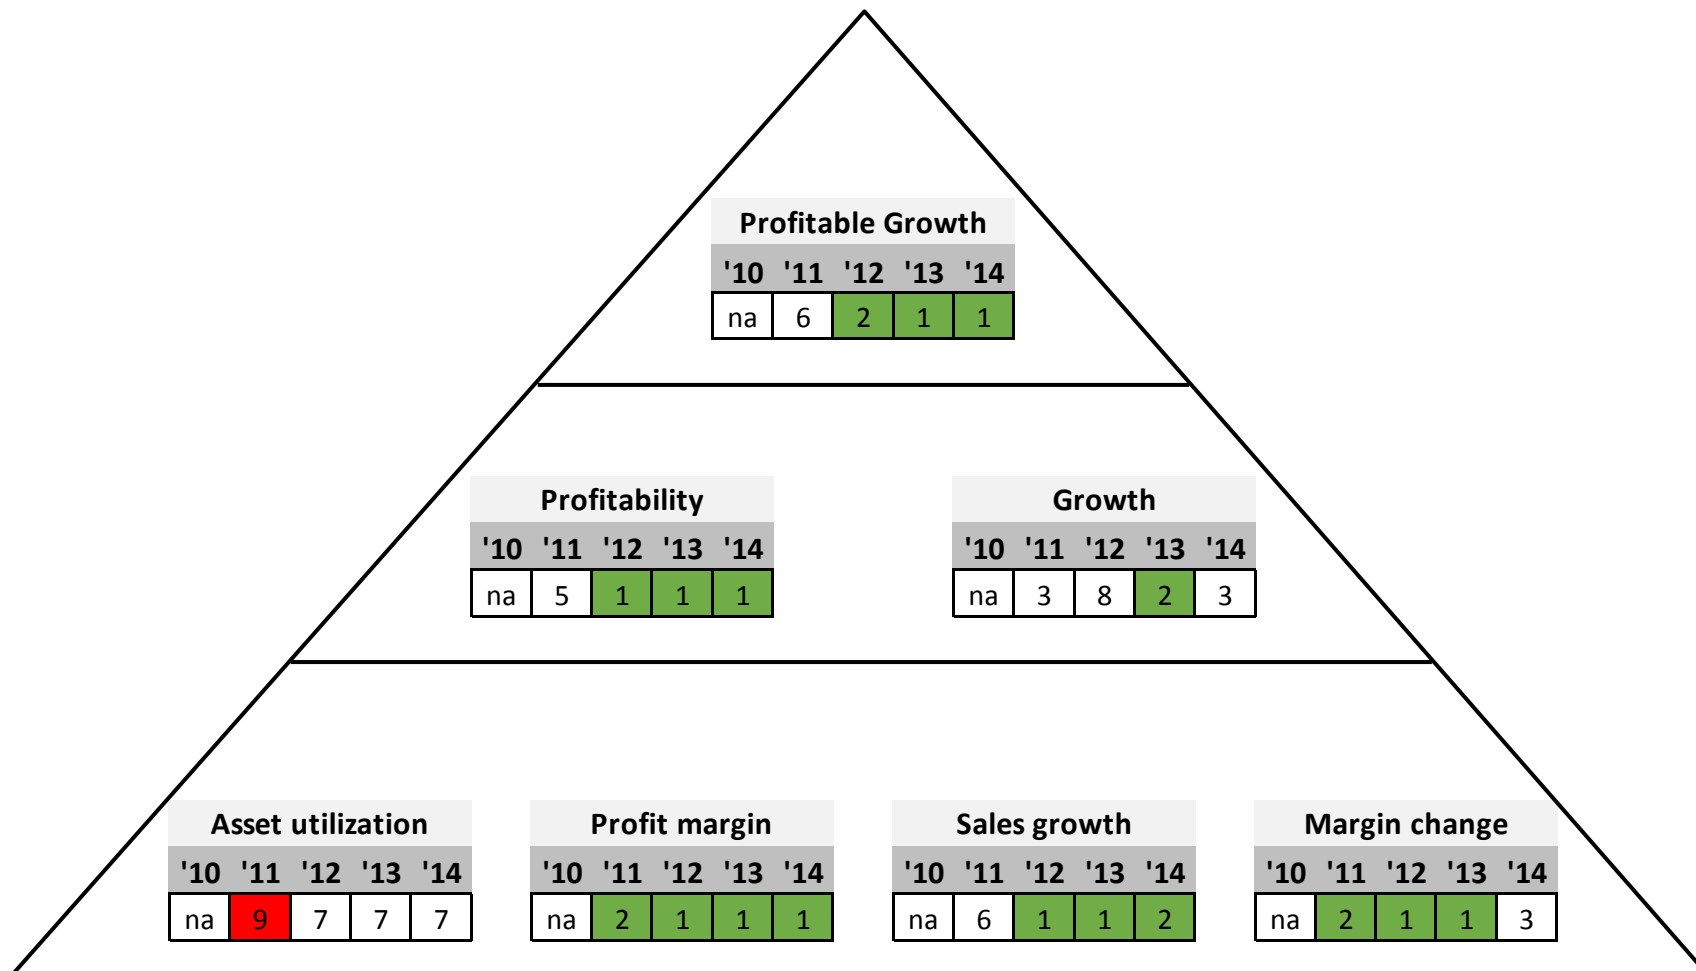 Profitable Growth
'10 '11 '12 '13 '14
na 6 2 1 1
Profitability
'10 '11 '12 '13 '14
na 5 1 1 1
Growth
'10 '11 '12 '13 '14
na 3 8 2 3
Asset utilization
'10 '11 '12 '13 '14
na 9 7 7 7
Profit margin
'10 '11 '12 '13 '14
na 2 1 1 1
Sales growth
'10 '11 '12 '13 '14
na 6 1 1 2
Margin change
'10 '11 '12 '13 '14
na 2 1 1 3